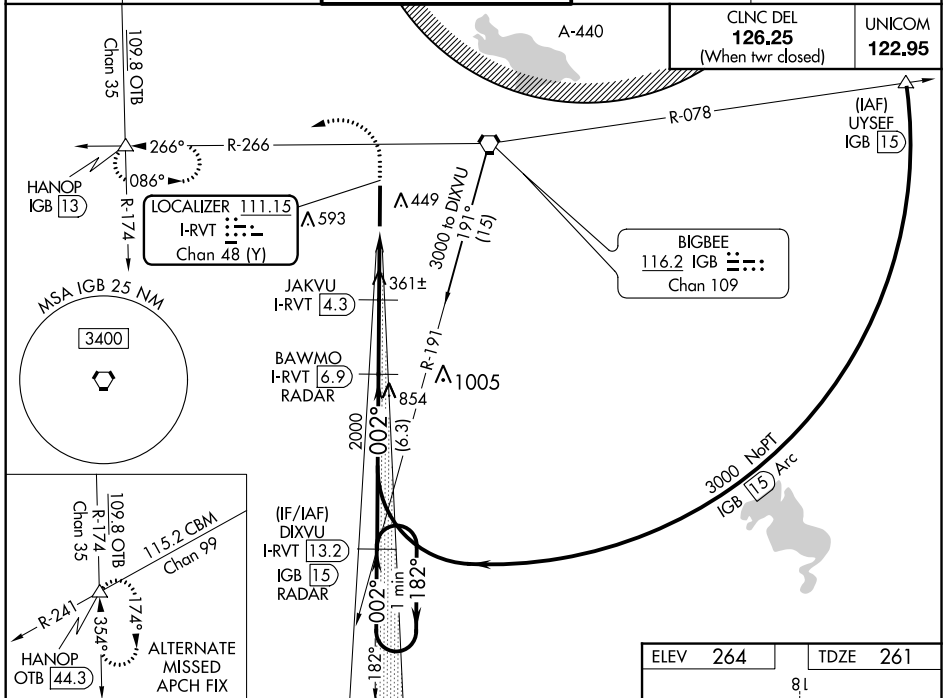 CLNC DEL
126.25
(When twr closed)
UNICOM
122.95
A-440
109.8 OTB
Chan 35
R-078
(IAF)
UYSEF
IGB 15
266°
R-266
086°
HANOP
IGB 13
R-174
LOCALIZER 111.15
I-RVT
Chan 48 (Y)
593
449
3000 to DIXVU
191°
(15)
BIGBEE
116.2 IGB
Chan 109
MSA IGB 25 NM
3400
JAKVU
I-RVT 4.3
361±
R-191
BAWMO
I-RVT 6.9
RADAR
1005
854
2000
002°
(6.3)
3000 NoPT
IGB 15 Arc
(IF/IAF)
DIXVU
I-RVT 13.2
IGB 15
RADAR
002°
1 min
182°
182°
109.8 OTB
R-174
Chan 35
115.2 CBM
Chan 99
R-241
174°
354°
HANOP
OTB 44.3
ALTERNATE
MISSED
APCH FIX
ELEV 264
TDZE 261
18